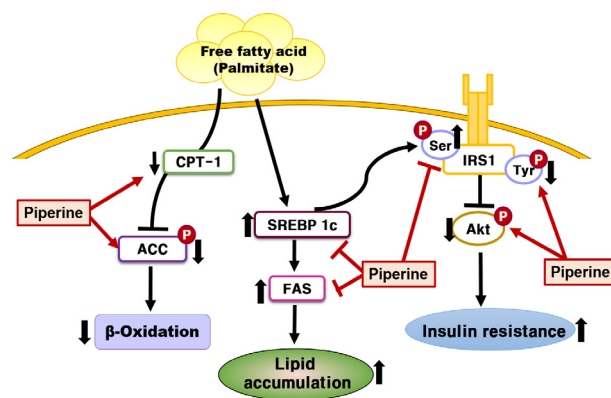 Free fatty acid
(Palmitate)
P
Ser
IRS1
P
Tyr
CPT-1
Piperine
ACC
P
SREBP 1c
Akt
P
FAS
Piperine
Piperine
β-Oxidation
Insulin resistance
Lipid
accumulation